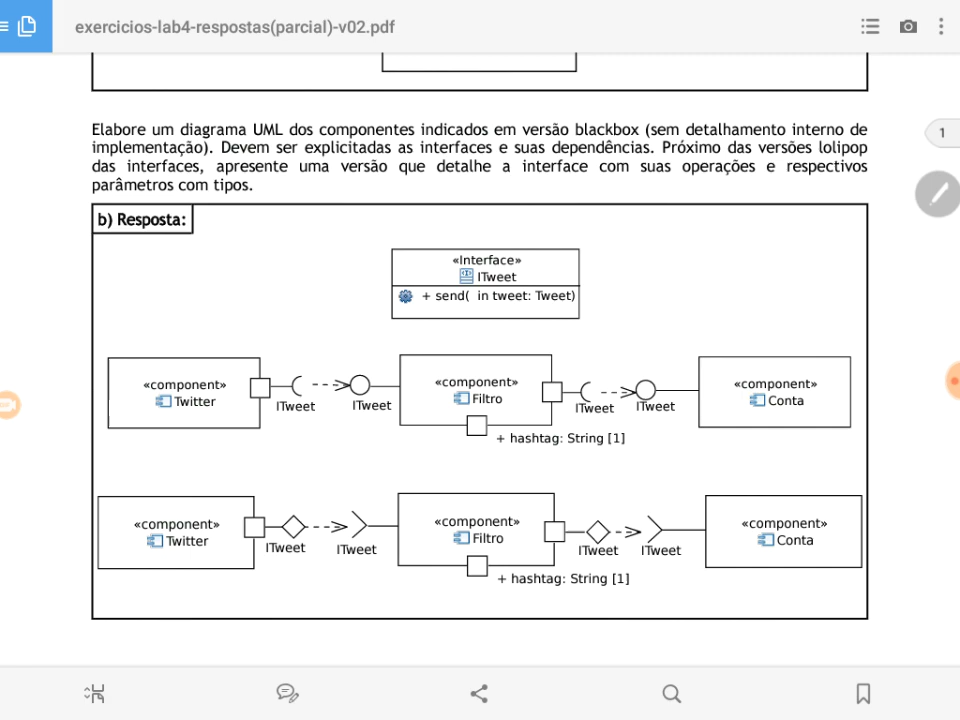 exercicios-lab4-respostas(parcial)-v02.pdf
1
Elabore um diagrama UML dos componentes indicados em versão blackbox (sem detalhamento interno de
implementação). Devem ser explicitadas as interfaces e suas dependências. Próximo das versões lolipop
das interfaces, apresente uma versão que detalhe a interface com suas operações e respectivos
parâmetros com tipos.
b) Resposta:
«Interface»
ITweet
+ send( in tweet: Tweet)
«component»
Twitter
ITweet
ITweet
«component»
Filtro
+ hashtag: String [1]
ITweet
ITweet
«component»
Conta
«component»
Twitter
ITweet
ITweet
«component»
Filtro
+ hashtag: String [1]
ITweet
ITweet
«component»
Conta